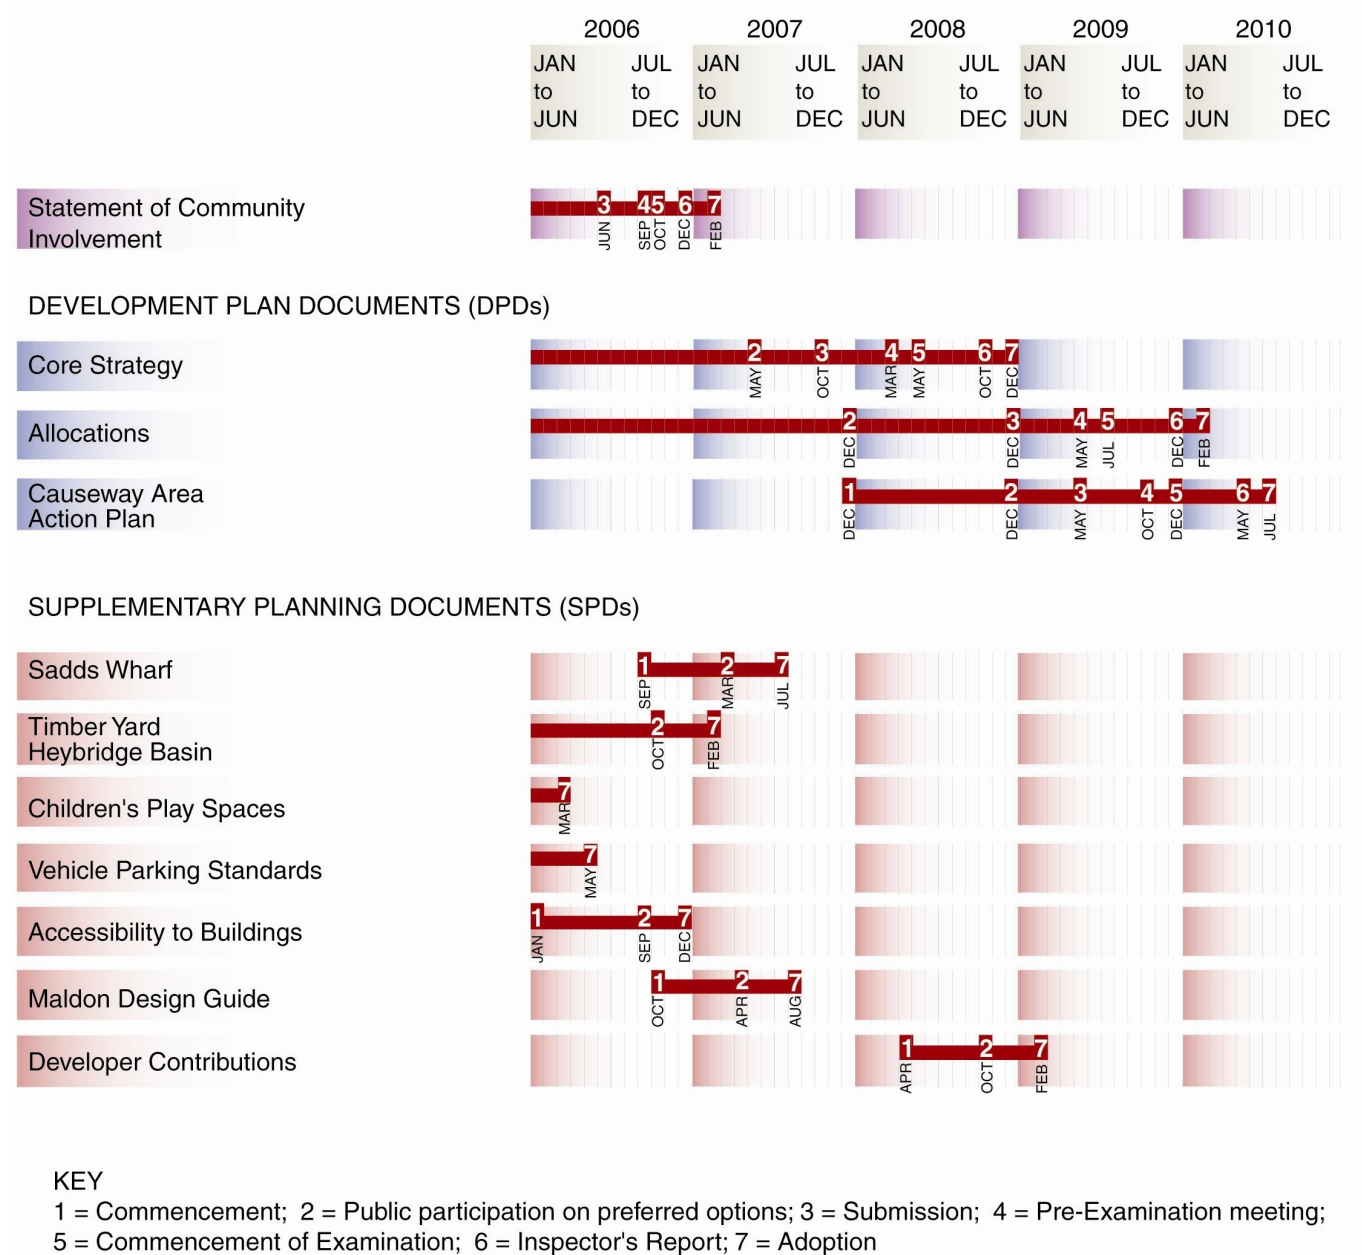 2006 2007 2008 2009 2010
JAN JUL JAN JUL JAN JUL JAN JUL JAN JUL
to to to to to to to to to to
JUN DEC JUN DEC JUN DEC JUN DEC JUN DEC
Statement of Community
Involvement
3 4 5 6 7
JUN SEP OCT DEC FEB
DEVELOPMENT PLAN DOCUMENTS (DPDs)
Core Strategy
2 3 4 5 6 7
MAY OCT MAR MAY OCT DEC
Allocations
2 3 4 5 6 7
DEC DEC MAY JUL DEC FEB
Causeway Area
Action Plan
1 2 3 4 5 6 7
DEC DEC MAY OCT DEC MAY JUL
SUPPLEMENTARY PLANNING DOCUMENTS (SPDs)
Sadds Wharf
1 2 7
SEP MAR JUL
Timber Yard
Heybridge Basin
2 7
OCT FEB
Children's Play Spaces
7
MAR
Vehicle Parking Standards
7
MAY
Accessibility to Buildings
1 2 7
JAN SEP DEC
Maldon Design Guide
1 2 7
OCT APR AUG
Developer Contributions
1 2 7
APR OCT FEB
KEY
1 = Commencement; 2 = Public participation on preferred options; 3 = Submission; 4 = Pre-Examination meeting;
5 = Commencement of Examination; 6 = Inspector's Report; 7 = Adoption